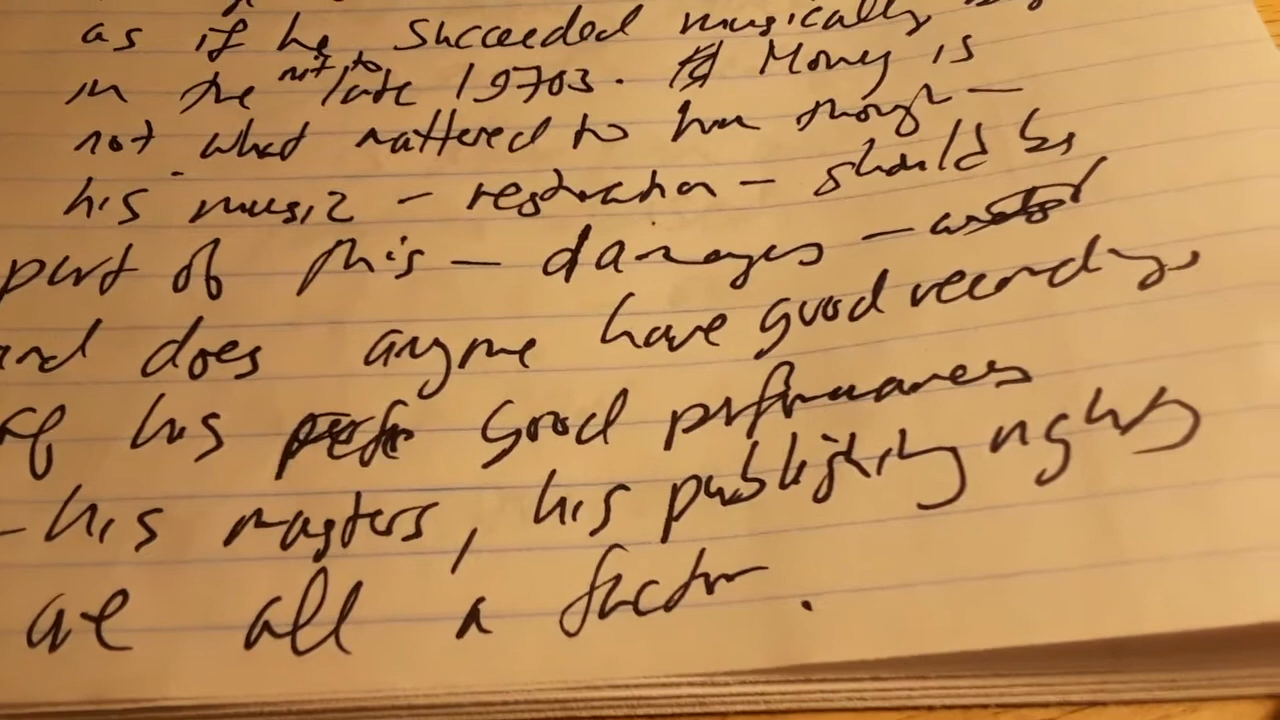 as if he succeeded musically
in the not to late 1970s. Money is
not what mattered to him though —
his music — restoration — should be
part of this — damages —
and does anyone have good recordings
of his good performances
- his masters, his publishing rights
are all a factor.